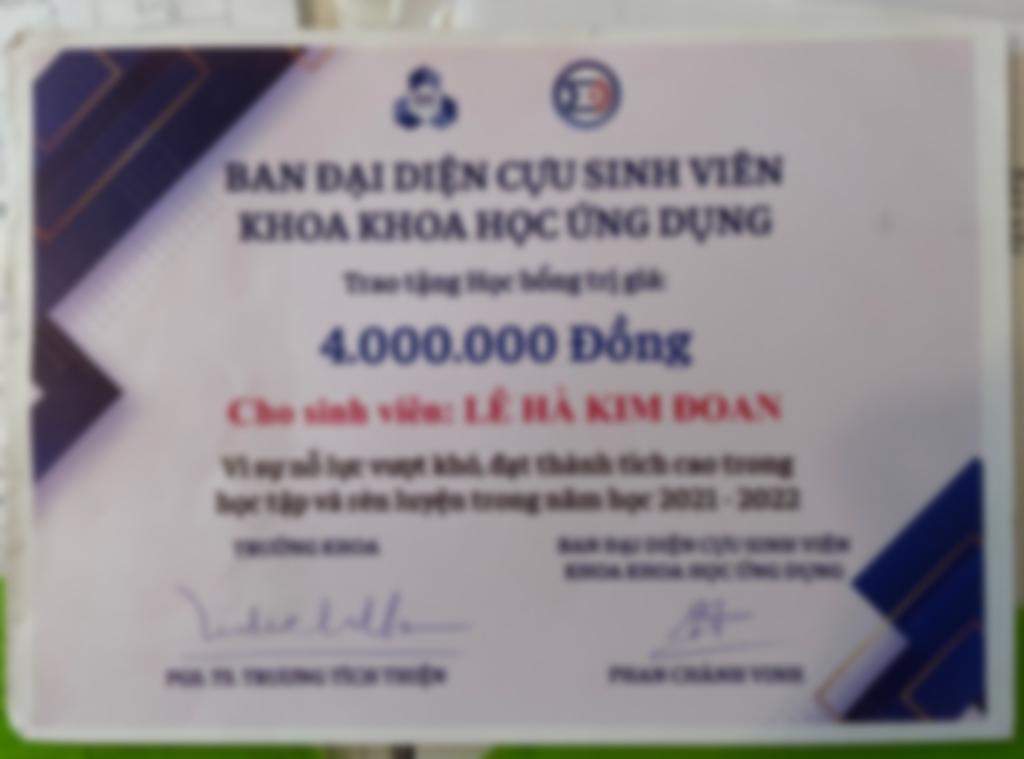 BAN ĐẠI DIỆN CỰU SINH VIÊN
KHOA KHOA HỌC ỨNG DỤNG
Trao tặng Học bổng trị giá:
4.000.000 Đồng
Cho sinh viên: LÊ HÀ KIM ĐOAN
Vì sự nỗ lực vượt khó, đạt thành tích cao trong
học tập và rèn luyện trong năm học 2021 - 2022
TRƯỞNG KHOA
BAN ĐẠI DIỆN CỰU SINH VIÊN
KHOA KHOA HỌC ỨNG DỤNG
PGS. TS. TRƯƠNG TÍCH THIỆN
PHAN CHÁNH VINH